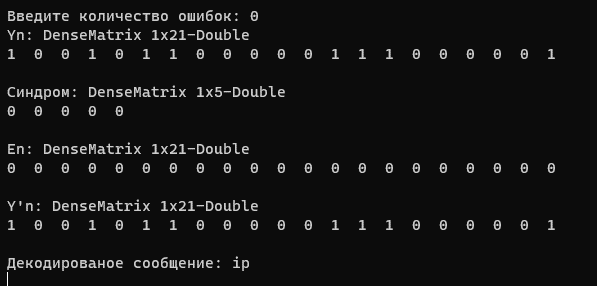 Введите количество ошибок: 0
Yn: DenseMatrix 1x21-Double
1 0 0 1 0 1 1 0 0 0 0 0 1 1 1 0 0 0 0 0 1
Синдром: DenseMatrix 1x5-Double
0 0 0 0 0
En: DenseMatrix 1x21-Double
0 0 0 0 0 0 0 0 0 0 0 0 0 0 0 0 0 0 0 0 0
Y'n: DenseMatrix 1x21-Double
1 0 0 1 0 1 1 0 0 0 0 0 1 1 1 0 0 0 0 0 1
Декодированое сообщение: ip